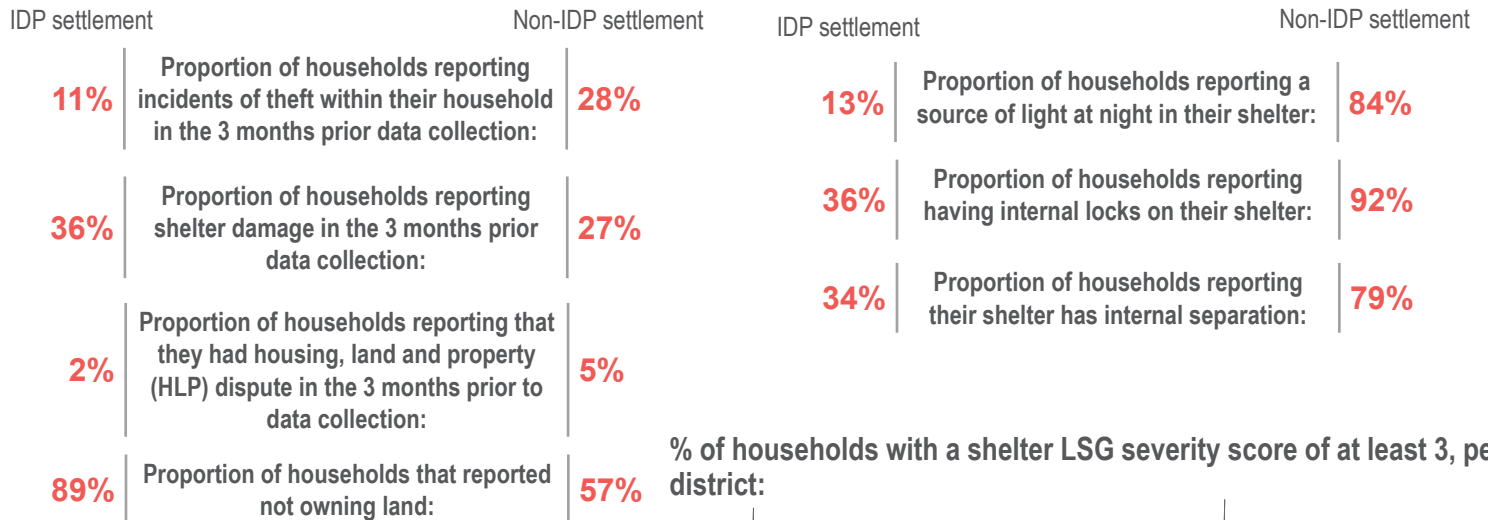 IDP settlement
Non-IDP settlement
11%
Proportion of households reporting
incidents of theft within their household
in the 3 months prior data collection:
28%
36%
Proportion of households reporting
shelter damage in the 3 months prior
data collection:
27%
2%
Proportion of households reporting that
they had housing, land and property
(HLP) dispute in the 3 months prior to
data collection:
5%
89%
Proportion of households that reported
not owning land:
57%
IDP settlement
Non-IDP settlement
13%
Proportion of households reporting a
source of light at night in their shelter:
84%
36%
Proportion of households reporting
having internal locks on their shelter:
92%
34%
Proportion of households reporting
their shelter has internal separation:
79%
% of households with a shelter LSG severity score of at least 3, pe
district: